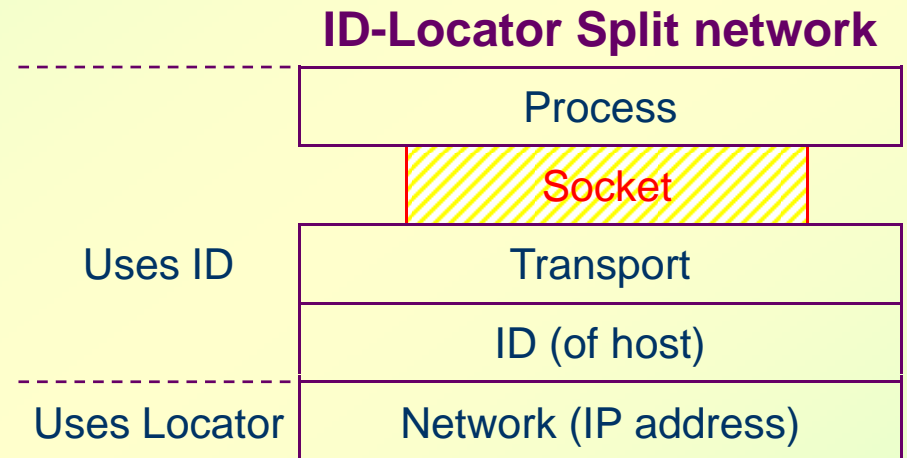 ID-Locator Split network
Process
Socket
Uses ID
Transport
ID (of host)
Uses Locator
Network (IP address)